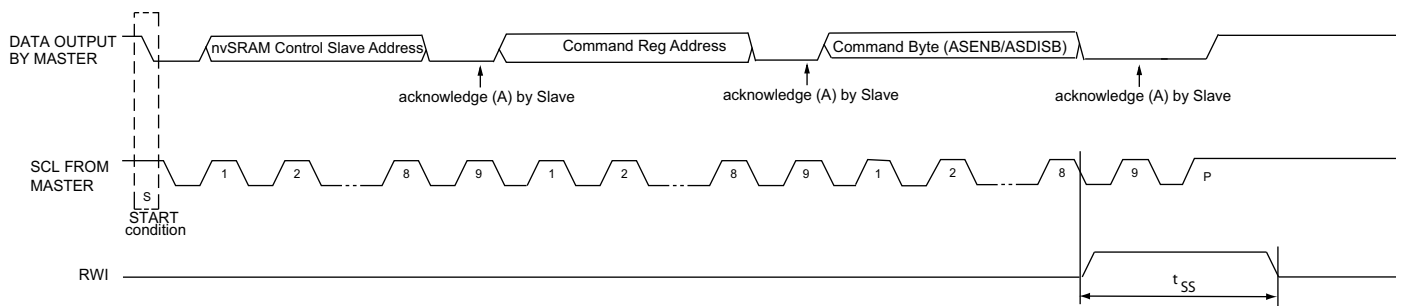 DATA OUTPUT
BY MASTER
nvSRAM Control Slave Address
Command Reg Address
Command Byte (ASENB/ASDISB)
acknowledge (A) by Slave
acknowledge (A) by Slave
acknowledge (A) by Slave
SCL FROM
MASTER
1
2
8
9
1
2
8
9
1
2
8
9
P
S
START
condition
RWI
tSS